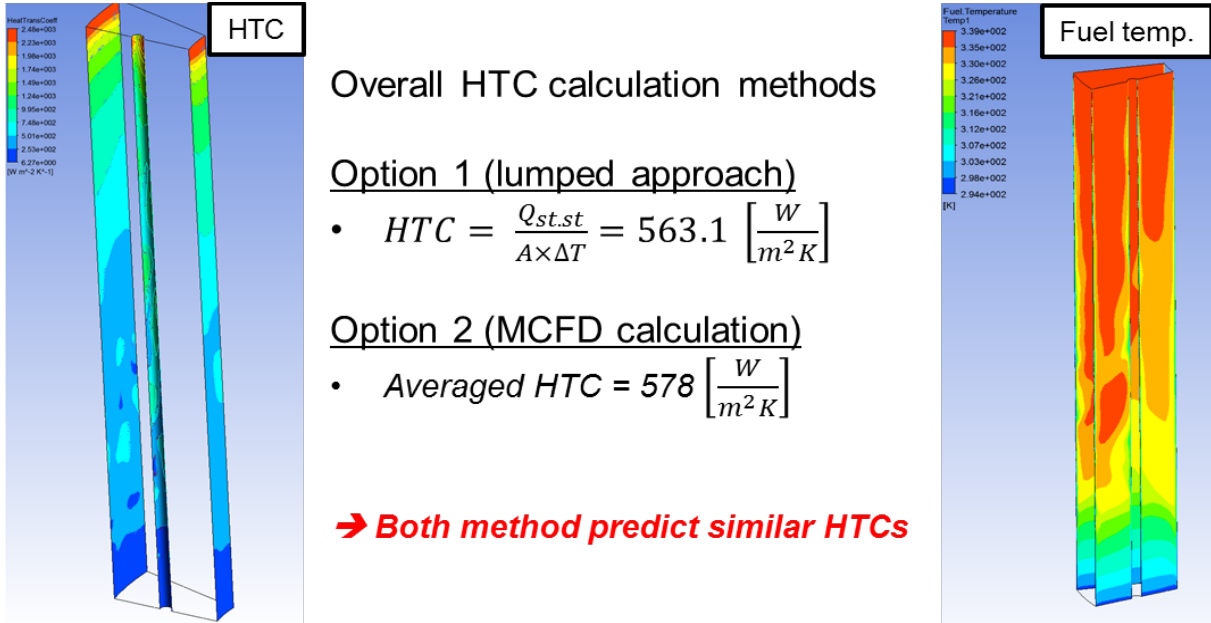 HeatTransCoeff
2.48e+003
2.23e+003
1.98e+003
1.74e+003
1.49e+003
1.24e+003
9.95e+002
7.48e+002
5.01e+002
2.53e+002
6.27e+000
[W m^-2 K^-1]
HTC
Overall HTC calculation methods
Option 1 (lumped approach)
• HTC = Q_{st.st} / (A×ΔT) = 563.1 [W / m² K]
Option 2 (MCFD calculation)
• Averaged HTC = 578 [W / m² K]
➔ Both method predict similar HTCs
Fuel.Temperature
Temp1
3.39e+002
3.35e+002
3.30e+002
3.26e+002
3.21e+002
3.16e+002
3.12e+002
3.07e+002
3.03e+002
2.98e+002
2.94e+002
[K]
Fuel temp.